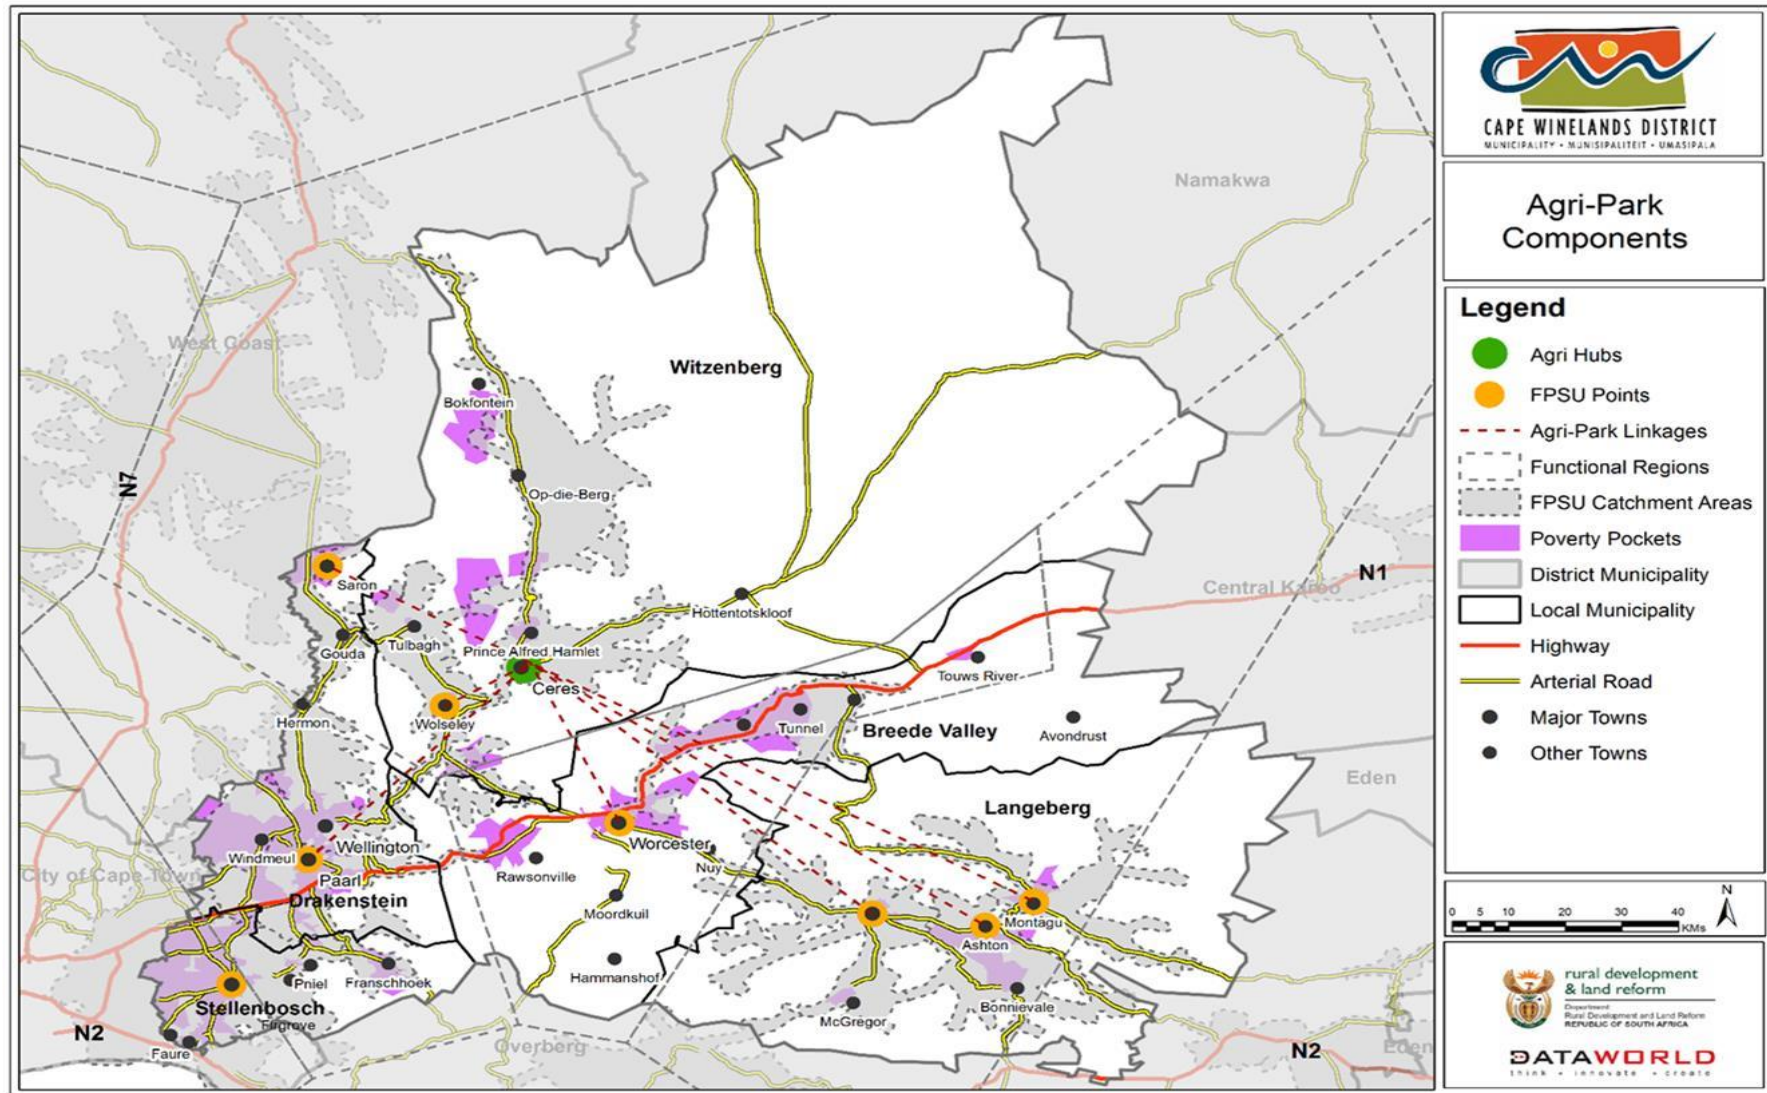 Namakwa
West Coast
Witzenberg
Bokfontein
N7
Op-die-Berg
Saron
Central Karoo
N1
Hottentotskloof
Tulbagh
Gouda
Prince Alfred Hamlet
Touws River
Ceres
Hermon
Wolseley
Tunnel
Breede Valley
Avondrust
Eden
Langeberg
Wellington
Worcester
Windmeul
Nuy
City of Cape Town
Paarl
Rawsonville
Drakenstein
Moordkuil
Montagu
Ashton
Hammanshof
Pniel
Franschhoek
Stellenbosch
Firgrove
Bonnievale
McGregor
N2
Faure
Overberg
N2
Eden
CAPE WINELANDS DISTRICT
MUNICIPALITY • MUNISIPALITEIT • UMASIPALA
Agri-Park
Components
Legend
Agri Hubs
FPSU Points
Agri-Park Linkages
Functional Regions
FPSU Catchment Areas
Poverty Pockets
District Municipality
Local Municipality
Highway
Arterial Road
Major Towns
Other Towns
N
0 5 10 20 30 40
KMs
rural development
& land reform
Department:
Rural Development and Land Reform
REPUBLIC OF SOUTH AFRICA
DATAWORLD
think • innovate • create